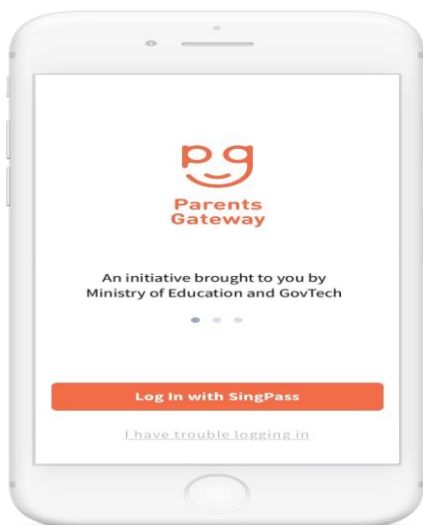 pg
Parents
Gateway
An initiative brought to you by
Ministry of Education and GovTech
Log In with SingPass
I have trouble logging in